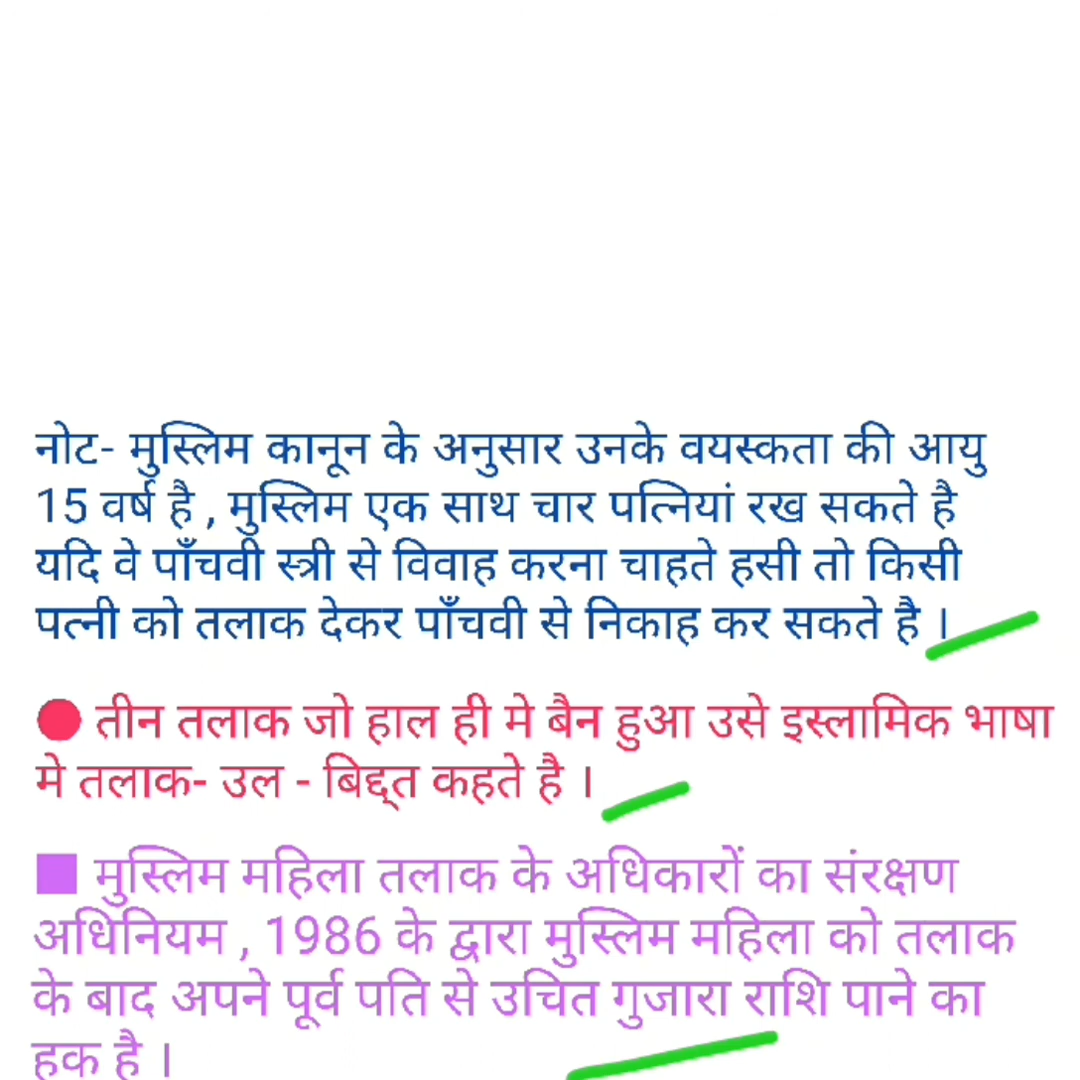 नोट- मुस्लिम कानून के अनुसार उनके वयस्कता की आयु
15 वर्ष है , मुस्लिम एक साथ चार पत्नियां रख सकते है
यदि वे पाँचवी स्त्री से विवाह करना चाहते हसी तो किसी
पत्नी को तलाक देकर पाँचवी से निकाह कर सकते है ।
तीन तलाक जो हाल ही मे बैन हुआ उसे इस्लामिक भाषा
मे तलाक- उल - बिद्द्त कहते है ।
मुस्लिम महिला तलाक के अधिकारों का संरक्षण
अधिनियम , 1986 के द्वारा मुस्लिम महिला को तलाक
के बाद अपने पूर्व पति से उचित गुजारा राशि पाने का
हक है ।